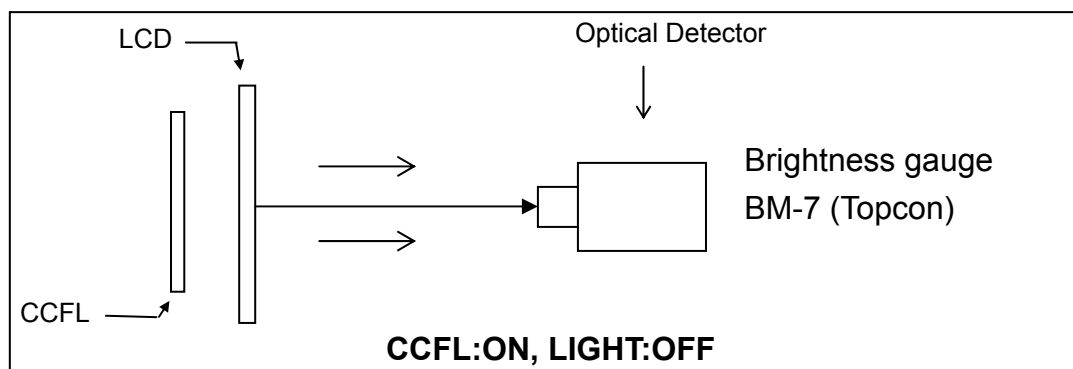 LCD
Optical Detector
Brightness gauge
BM-7 (Topcon)
CCFL
CCFL:ON, LIGHT:OFF